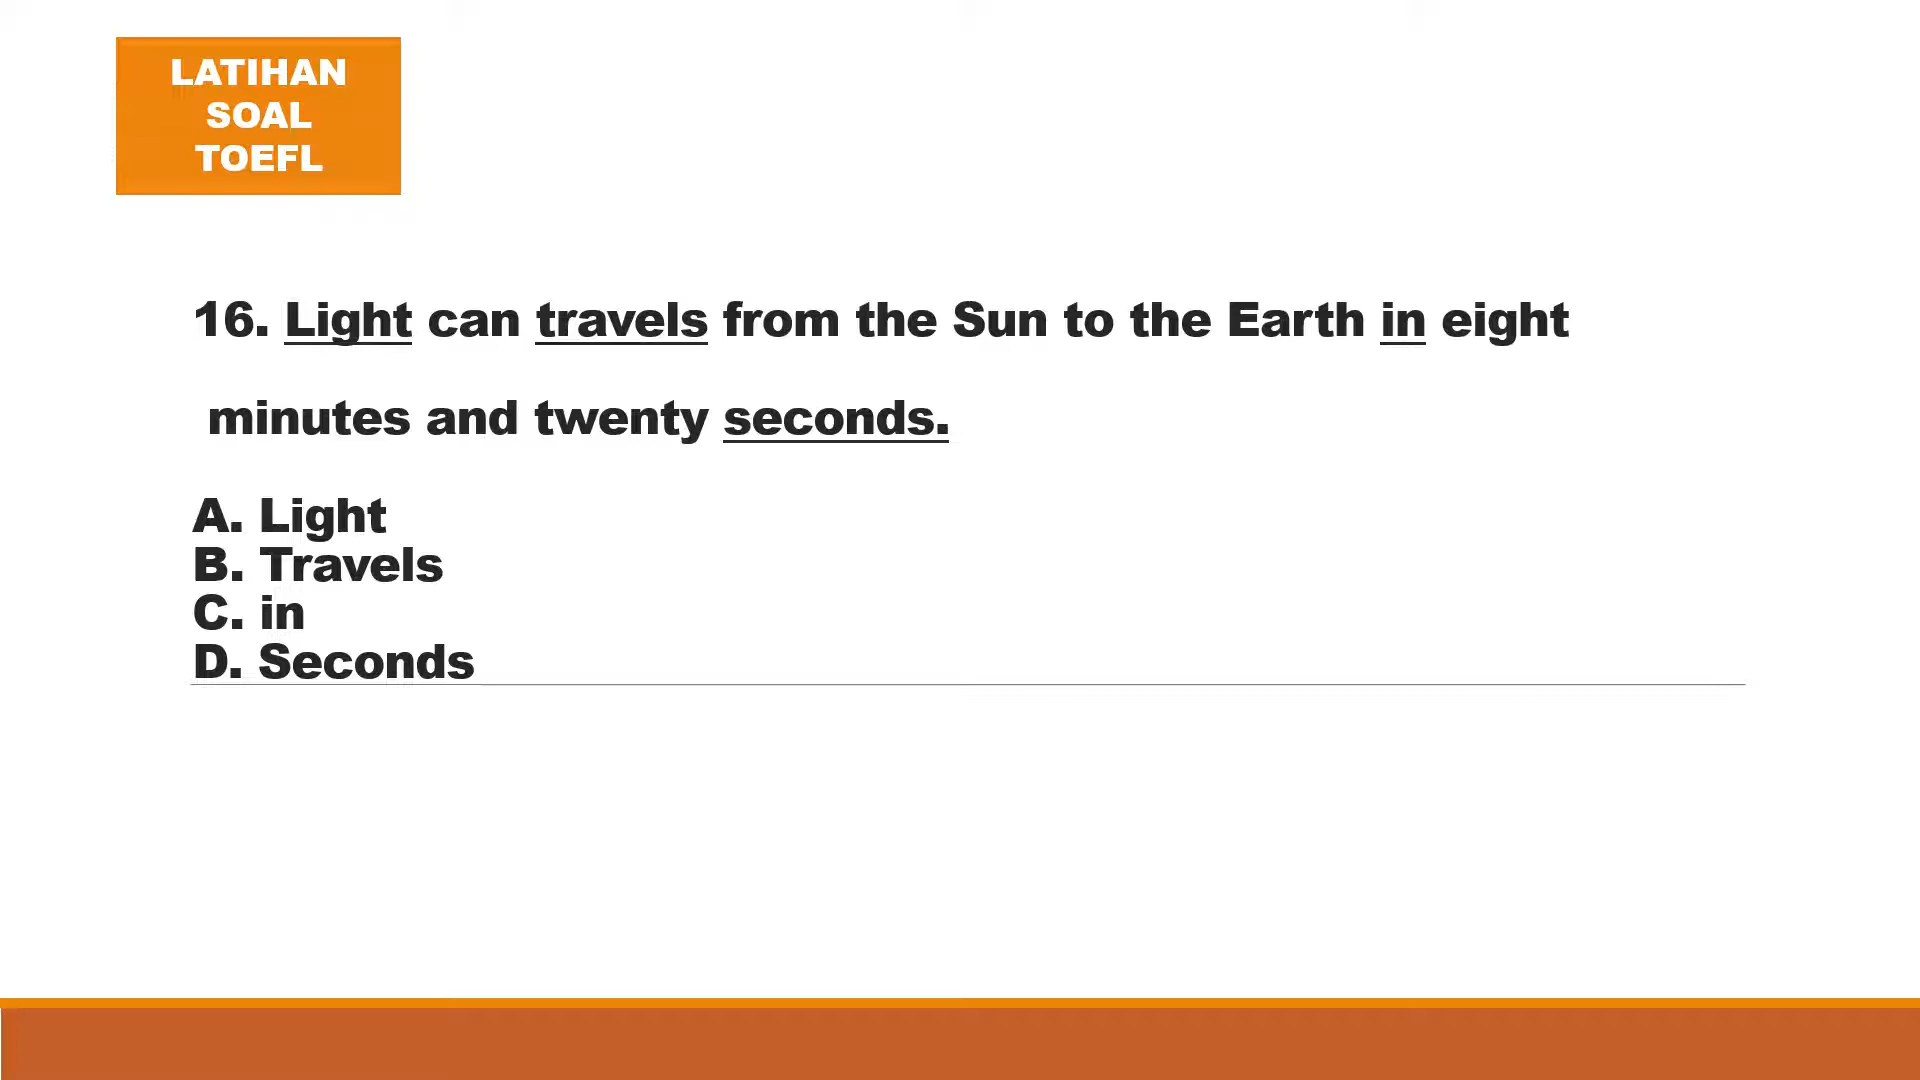 LATIHAN
SOAL
TOEFL
16. Light can travels from the Sun to the Earth in eight
minutes and twenty seconds.
A. Light
B. Travels
C. in
D. Seconds